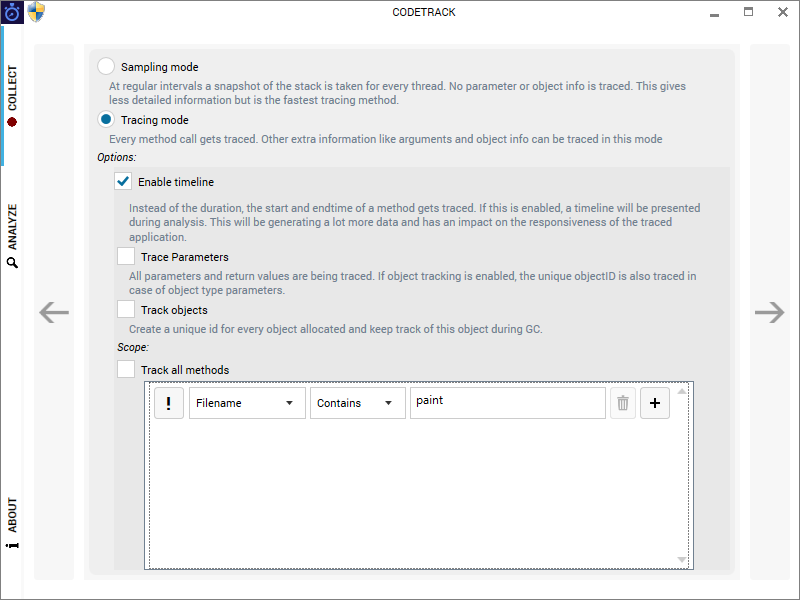 CODETRACK
COLLECT
ANALYZE
ABOUT
Sampling mode
At regular intervals a snapshot of the stack is taken for every thread. No parameter or object info is traced. This gives
less detailed information but is the fastest tracing method.
Tracing mode
Every method call gets traced. Other extra information like arguments and object info can be traced in this mode
Options:
Enable timeline
Instead of the duration, the start and endtime of a method gets traced. If this is enabled, a timeline will be presented
during analysis. This will be generating a lot more data and has an impact on the responsiveness of the traced
application.
Trace Parameters
All parameters and return values are being traced. If object tracking is enabled, the unique objectID is also traced in
case of object type parameters.
Track objects
Create a unique id for every object allocated and keep track of this object during GC.
Scope:
Track all methods
! Filename Contains paint +